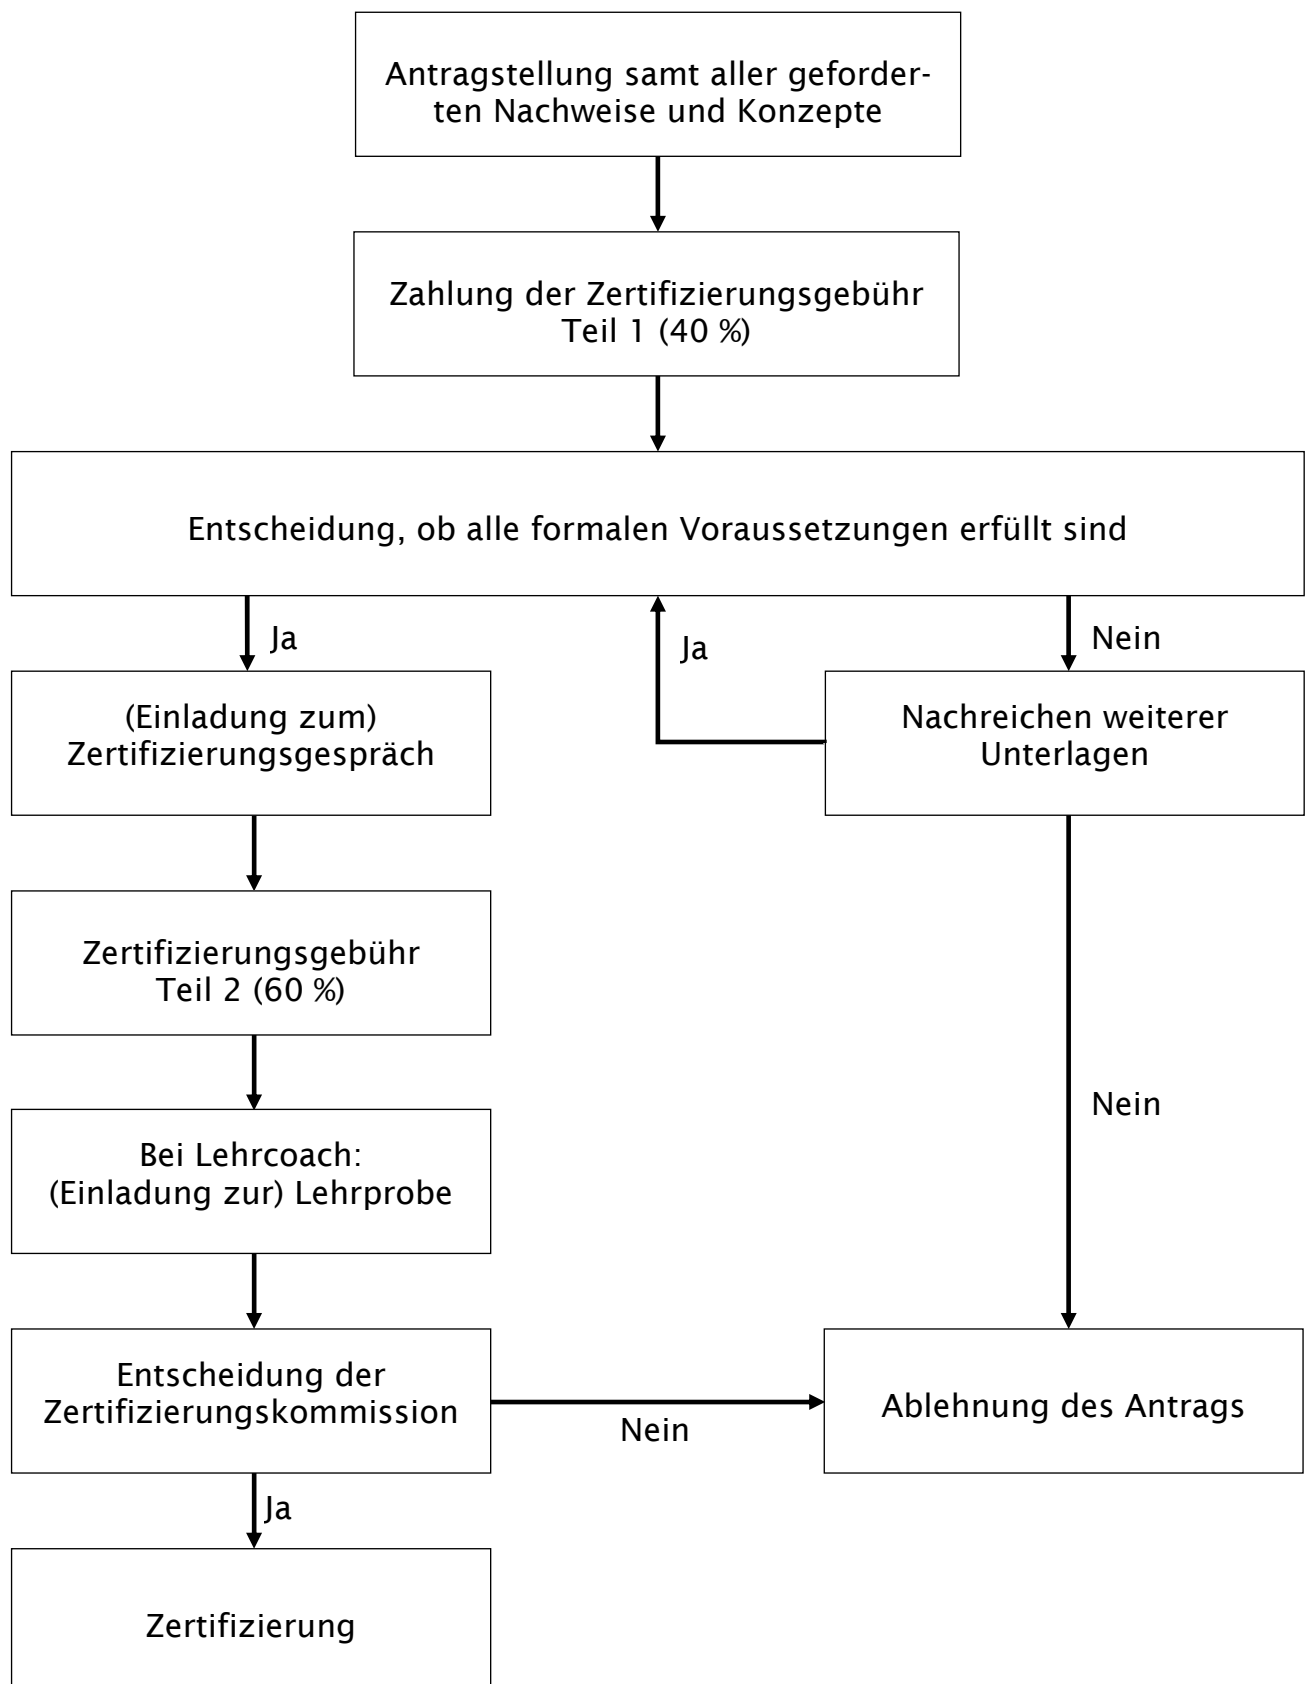 Antragstellung samt aller geforder-
ten Nachweise und Konzepte
Zahlung der Zertifizierungsgebühr
Teil 1 (40 %)
Entscheidung, ob alle formalen Voraussetzungen erfüllt sind
Ja
Ja
Nein
(Einladung zum)
Zertifizierungsgespräch
Nachreichen weiterer
Unterlagen
Zertifizierungsgebühr
Teil 2 (60 %)
Nein
Bei Lehrcoach:
(Einladung zur) Lehrprobe
Entscheidung der
Zertifizierungskommission
Nein
Ablehnung des Antrags
Ja
Zertifizierung